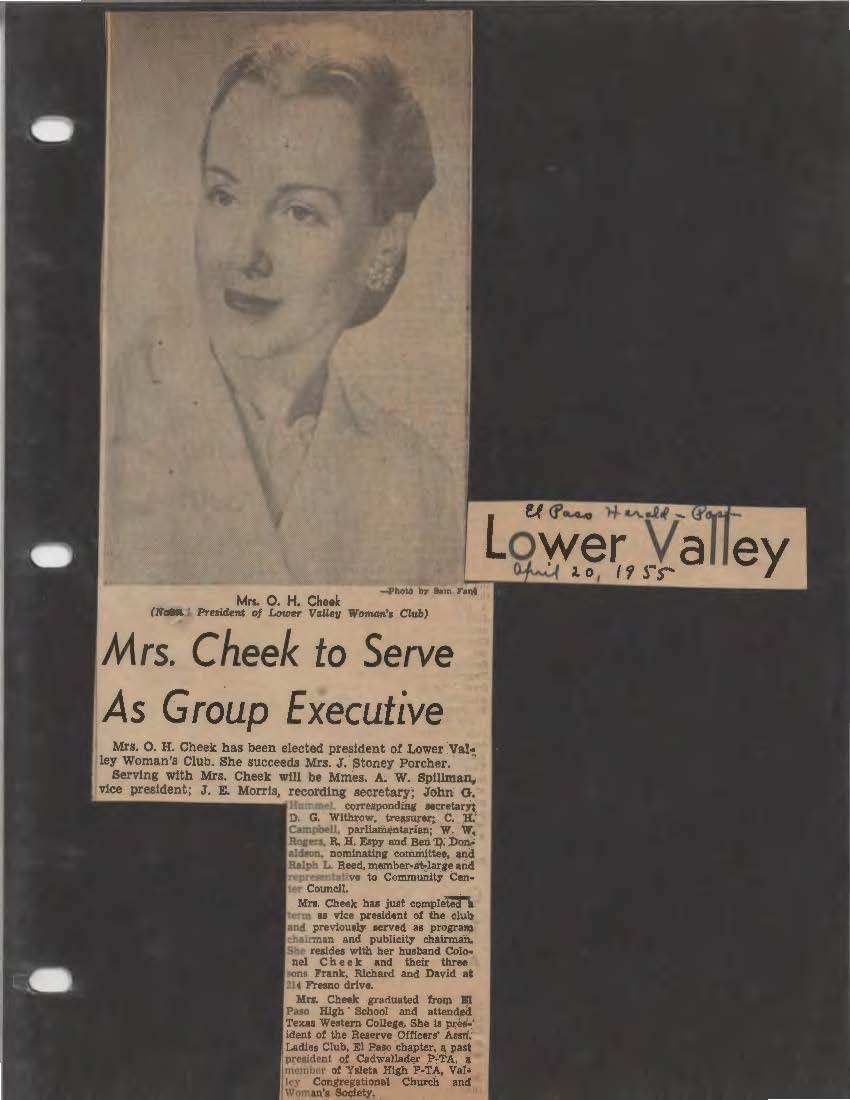 El Paso Herald - Post
Lower Valley
April 20, 1955
—Photo by Sam Fant
Mrs. O. H. Cheek
President of Lower Valley Woman's Club)
Mrs. Cheek to Serve
As Group Executive
Mrs. O. H. Cheek has been elected president of Lower Val-
ley Woman's Club. She succeeds Mrs. J. Stoney Porcher.
Serving with Mrs. Cheek will be Mmes. A. W. Spillman,
vice president; J. E. Morris, recording secretary; John G.
Hummel, corresponding secretary;
D. G. Withrow, treasurer; C. H.
Campbell, parliamentarian; W. W.
Rogers, R. H. Espy and Ben D. Don-
aldson, nominating committee, and
Ralph L. Reed, member-at-large and
representative to Community Cen-
ter Council.
Mrs. Cheek has just completed a
term as vice president of the club
and previously served as program
chairman and publicity chairman.
She resides with her husband Colo-
nel Cheek and their three
sons Frank, Richard and David at
214 Fresno drive.
Mrs. Cheek graduated from El
Paso High School and attended
Texas Western College. She is pres-
ident of the Reserve Officers' Assn.
Ladies Club, El Paso chapter, a past
president of Cadwallader P-TA, a
member of Ysleta High P-TA, Val-
ley Congregational Church and
Woman's Society.